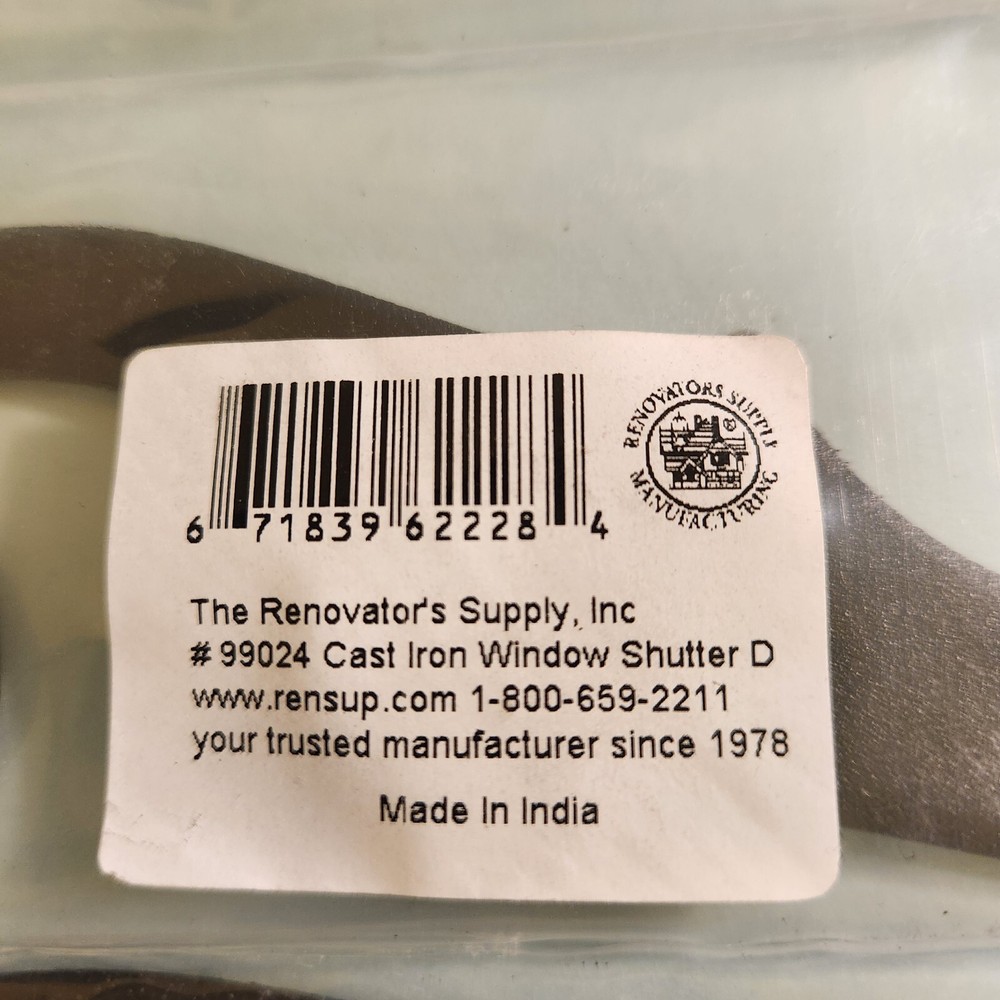 6 71839 62228 4
RENOVATORS SUPPLY
MANUFACTURING
®
The Renovator's Supply, Inc
# 99024 Cast Iron Window Shutter D
www.rensup.com 1-800-659-2211
your trusted manufacturer since 1978
Made In India